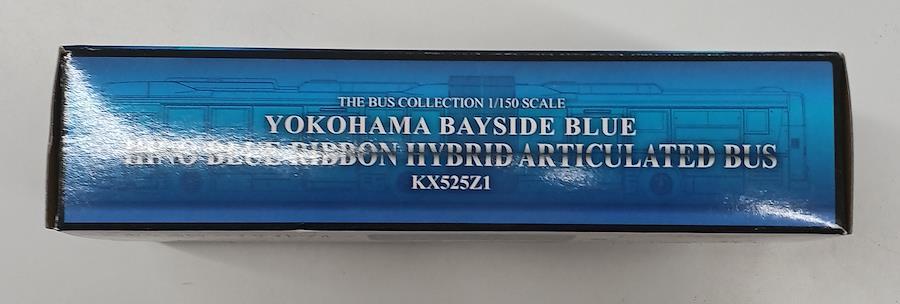 THE BUS COLLECTION 1/150 SCALE
YOKOHAMA BAYSIDE BLUE
HINO BLUE RIBBON HYBRID ARTICULATED BUS
KX525Z1